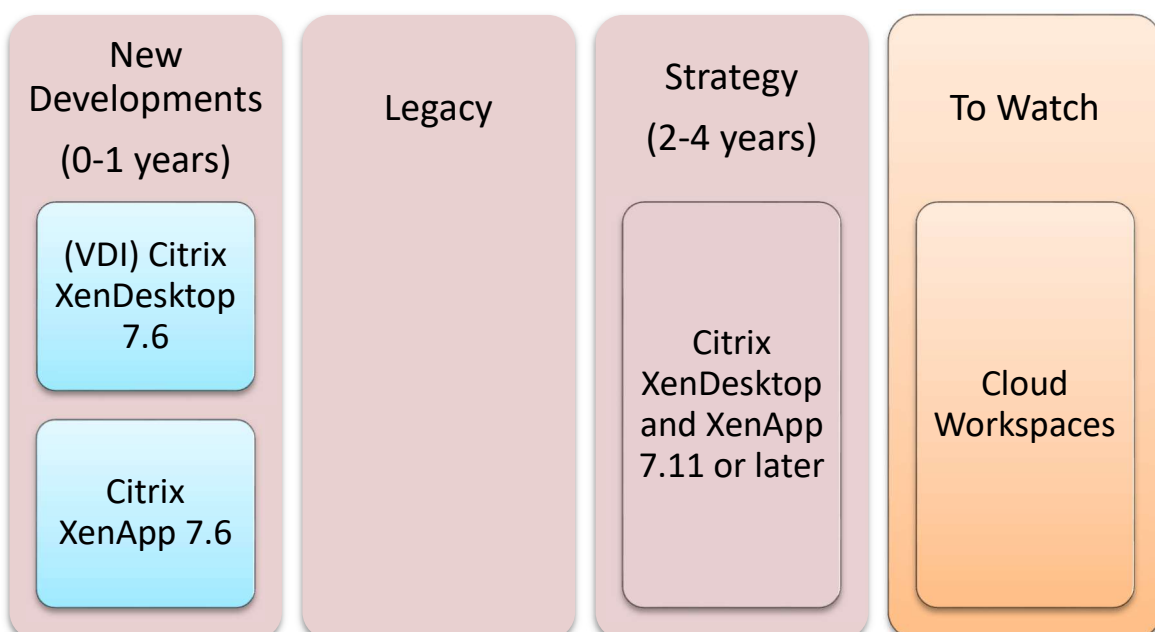 New
Developments
(0-1 years)
(VDI) Citrix
XenDesktop
7.6
Citrix
XenApp 7.6
Legacy
Strategy
(2-4 years)
Citrix
XenDesktop
and XenApp
7.11 or later
To Watch
Cloud
Workspaces